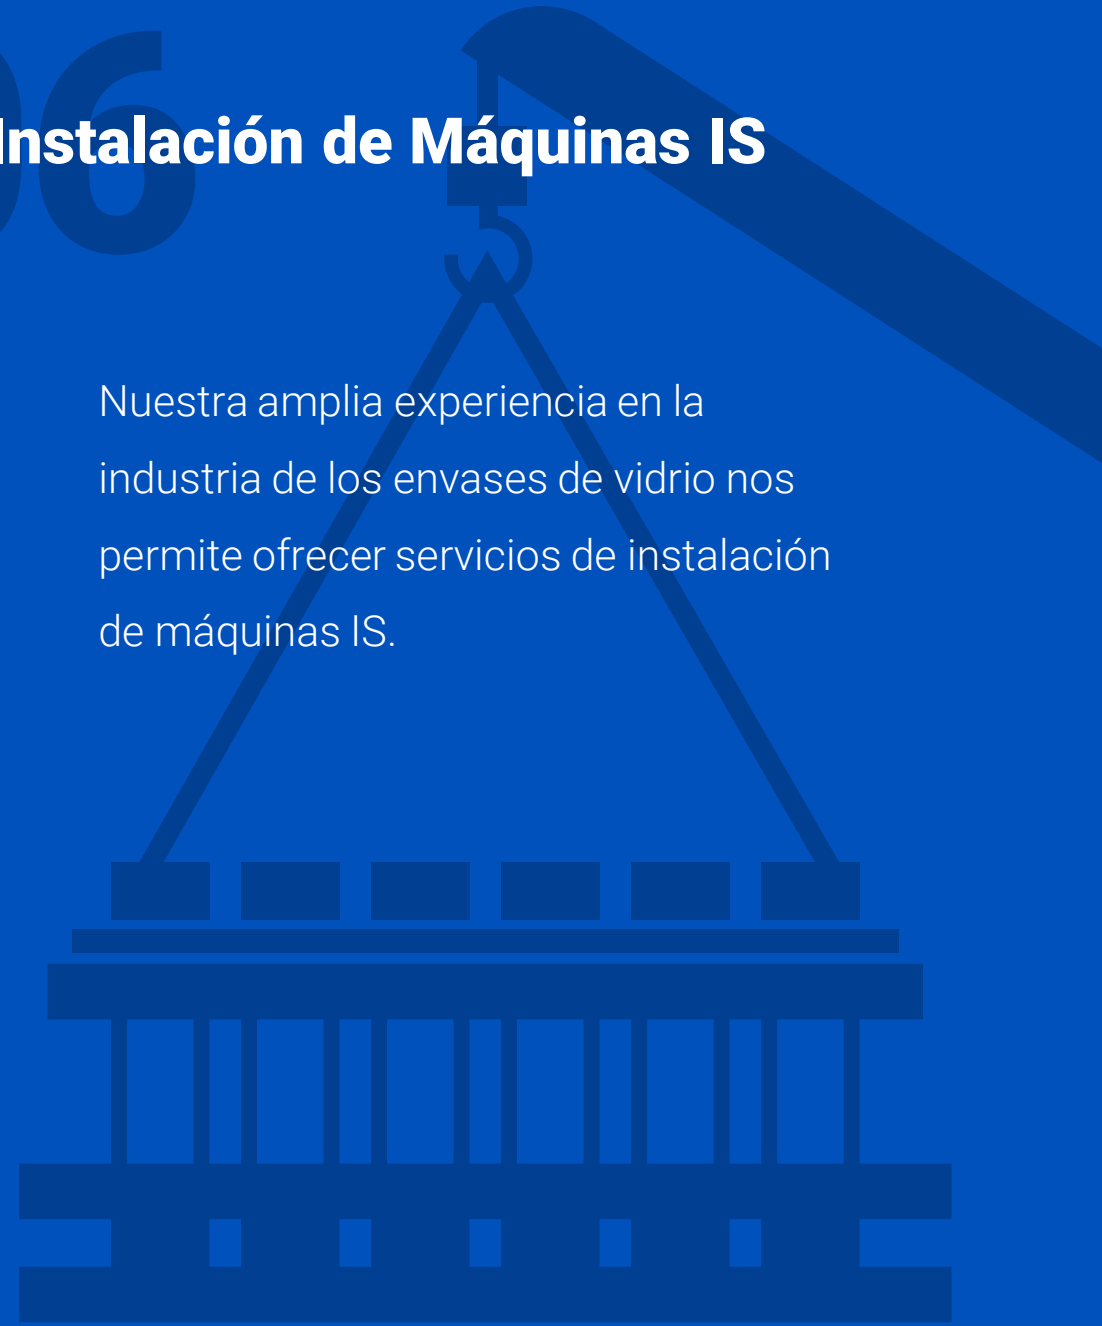 06
Instalación de Máquinas IS
Nuestra amplia experiencia en la
industria de los envases de vidrio nos
permite ofrecer servicios de instalación
de máquinas IS.